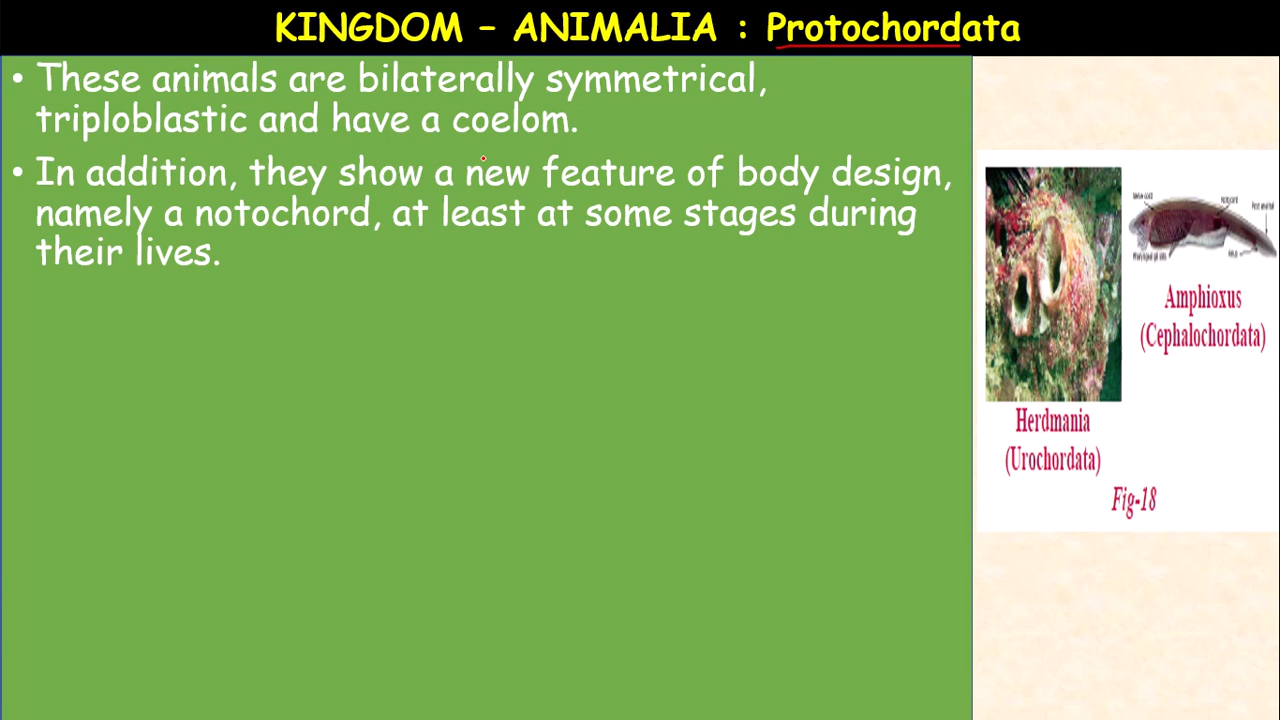 KINGDOM – ANIMALIA : Protochordata
• These animals are bilaterally symmetrical,
triploblastic and have a coelom.
• In addition, they show a new feature of body design,
namely a notochord, at least at some stages during
their lives.
Amphioxus
(Cephalochordata)
Herdmania
(Urochordata)
Fig-18